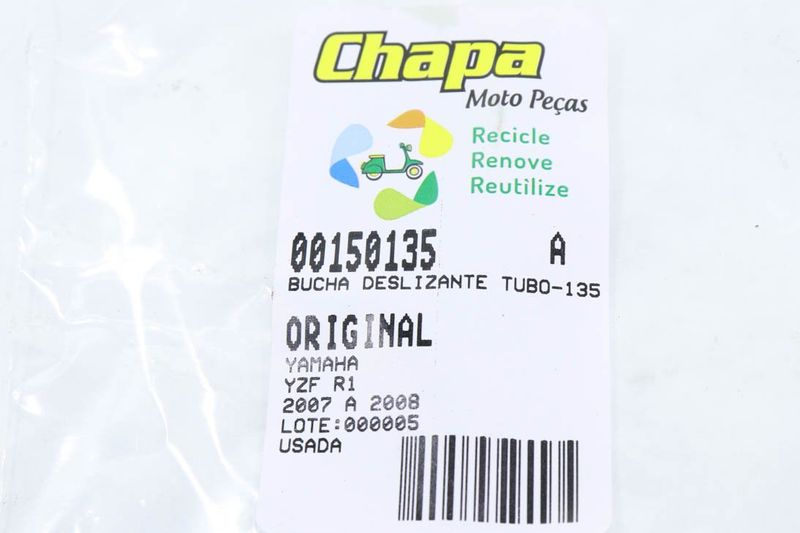 Chapa
Moto Peças
Recicle
Renove
Reutilize
00150135 A
BUCHA DESLIZANTE TUBO-135
ORIGINAL
YAMAHA
YZF R1
2007 A 2008
LOTE:000005
USADA